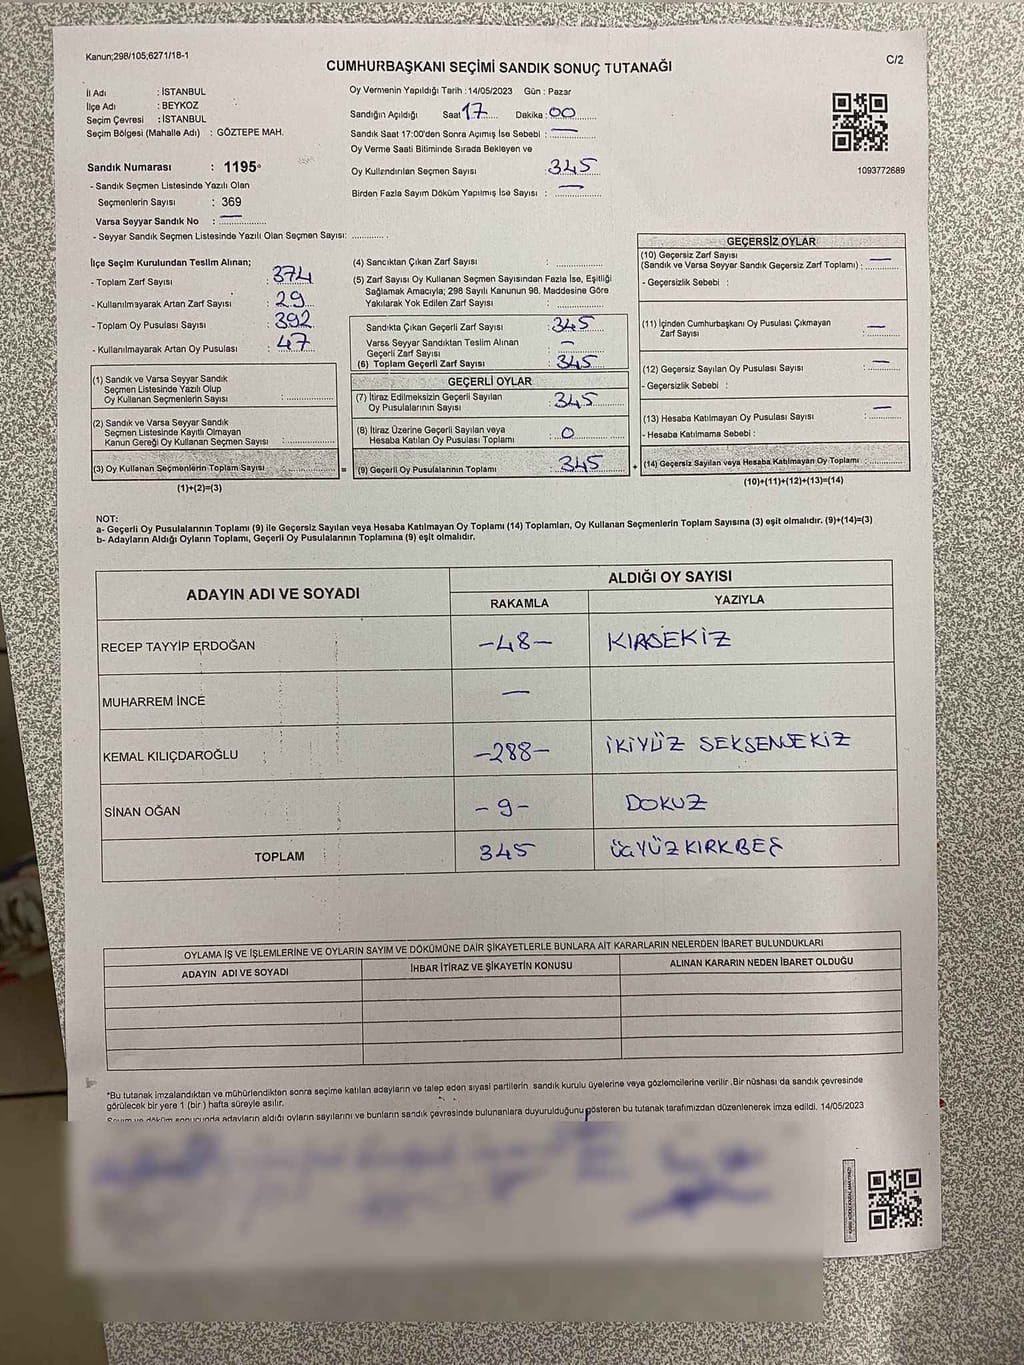 Kanun;298/105;6271/18-1
C/2
CUMHURBAŞKANI SEÇİMİ SANDIK SONUÇ TUTANAĞI
İl Adı : İSTANBUL
İlçe Adı : BEYKOZ
Seçim Çevresi : İSTANBUL
Seçim Bölgesi (Mahalle Adı) : GÖZTEPE MAH.
Sandık Numarası : 1195
- Sandık Seçmen Listesinde Yazılı Olan
Seçmenlerin Sayısı : 369
Varsa Seyyar Sandık No : —
- Seyyar Sandık Seçmen Listesinde Yazılı Olan Seçmen Sayısı: ............
Oy Vermenin Yapıldığı Tarih : 14/05/2023 Gün : Pazar
Sandığın Açıldığı Saat 17 Dakika : 00
Sandık Saat 17:00'den Sonra Açımış İse Sebebi : —
Oy Verme Saati Bitiminde Sırada Bekleyen ve
Oy Kullandırılan Seçmen Sayısı : 345
Birden Fazla Sayım Döküm Yapılmış İse Sayısı : —
1093772689
İlçe Seçim Kurulundan Teslim Alınan;
- Toplam Zarf Sayısı : 374
- Kullanılmayarak Artan Zarf Sayısı : 29
- Toplam Oy Pusulası Sayısı : 392
- Kullanılmayarak Artan Oy Pusulası : 47
(1) Sandık ve Varsa Seyyar Sandık
Seçmen Listesinde Yazılı Olup
Oy Kullanan Seçmenlerin Sayısı :
(2) Sandık ve Varsa Seyyar Sandık
Seçmen Listesinde Kayıtlı Olmayan
Kanun Gereği Oy Kullanan Seçmen Sayısı :
(3) Oy Kullanan Seçmenlerin Toplam Sayısı :
(1)+(2)=(3)
=
(4) Sandıktan Çıkan Zarf Sayısı :
(5) Zarf Sayısı Oy Kullanan Seçmen Sayısından Fazla İse, Eşitliği
Sağlamak Amacıyla; 298 Sayılı Kanunun 98. Maddesine Göre
Yakılarak Yok Edilen Zarf Sayısı :
Sandıkta Çıkan Geçerli Zarf Sayısı : 345
Varsa Seyyar Sandıktan Teslim Alınan
Geçerli Zarf Sayısı : —
(6) Toplam Geçerli Zarf Sayısı : 345
GEÇERLİ OYLAR
(7) İtiraz Edilmeksizin Geçerli Sayılan
Oy Pusulalarının Sayısı : 345
(8) İtiraz Üzerine Geçerli Sayılan veya
Hesaba Katılan Oy Pusulası Toplamı : 0
(9) Geçerli Oy Pusulalarının Toplamı : 345
+
GEÇERSİZ OYLAR
(10) Geçersiz Zarf Sayısı
(Sandık ve Varsa Seyyar Sandık Geçersiz Zarf Toplamı) : —
- Geçersizlik Sebebi :
(11) İçinden Cumhurbaşkanı Oy Pusulası Çıkmayan
Zarf Sayısı : —
(12) Geçersiz Sayılan Oy Pusulası Sayısı : —
- Geçersizlik Sebebi :
(13) Hesaba Katılmayan Oy Pusulası Sayısı : —
- Hesaba Katılmama Sebebi :
(14) Geçersiz Sayılan veya Hesaba Katılmayan Oy Toplamı :
(10)+(11)+(12)+(13)=(14)
NOT:
a- Geçerli Oy Pusulalarının Toplamı (9) ile Geçersiz Sayılan veya Hesaba Katılmayan Oy Toplamı (14) Toplamları, Oy Kullanan Seçmenlerin Toplam Sayısına (3) eşit olmalıdır. (9)+(14)=(3)
b- Adayların Aldığı Oyların Toplamı, Geçerli Oy Pusulalarının Toplamına (9) eşit olmalıdır.
ADAYIN ADI VE SOYADI
ALDIĞI OY SAYISI
RAKAMLA YAZIYLA
RECEP TAYYİP ERDOĞAN -48- KIRSEKİZ
MUHARREM İNCE —
KEMAL KILIÇDAROĞLU -288- İKİYÜZ SEKSENSEKİZ
SİNAN OĞAN -9- DOKUZ
TOPLAM 345 ÜÇYÜZKIRKBEŞ
OYLAMA İŞ VE İŞLEMLERİNE VE OYLARIN SAYIM VE DÖKÜMÜNE DAİR ŞİKAYETLERLE BUNLARA AİT KARARLARIN NELERDEN İBARET BULUNDUKLARI
ADAYIN ADI VE SOYADI İHBAR İTİRAZ VE ŞİKAYETİN KONUSU ALINAN KARARIN NEDEN İBARET OLDUĞU
*Bu tutanak imzalandıktan ve mühürlendikten sonra seçime katılan adayların ve talep eden siyasi partilerin sandık kurulu üyelerine veya gözlemcilerine verilir .Bir nüshası da sandık çevresinde
görülecek bir yere 1 (bir ) hafta süreyle asılır.
Sayım ve döküm sonucunda adayların aldığı oyların sayılarını ve bunların sandık çevresinde bulunanlara duyurulduğunu gösteren bu tutanak tarafımızdan düzenlenerek imza edildi. 14/05/2023